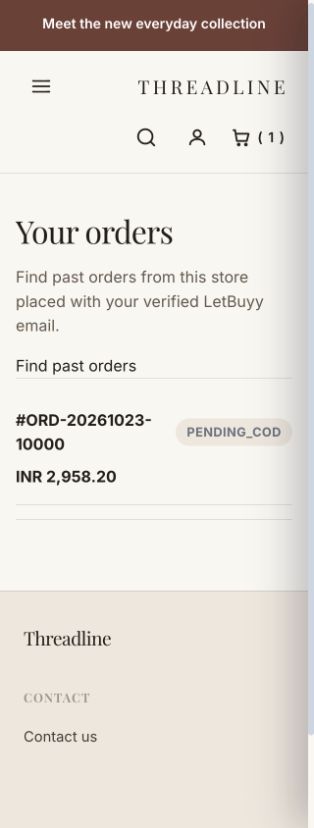 Meet the new everyday collection
THREADLINE
( 1 )
Your orders
Find past orders from this store
placed with your verified LetBuyy
email.
Find past orders
#ORD-20261023-
10000
PENDING_COD
INR 2,958.20
Threadline
CONTACT
Contact us